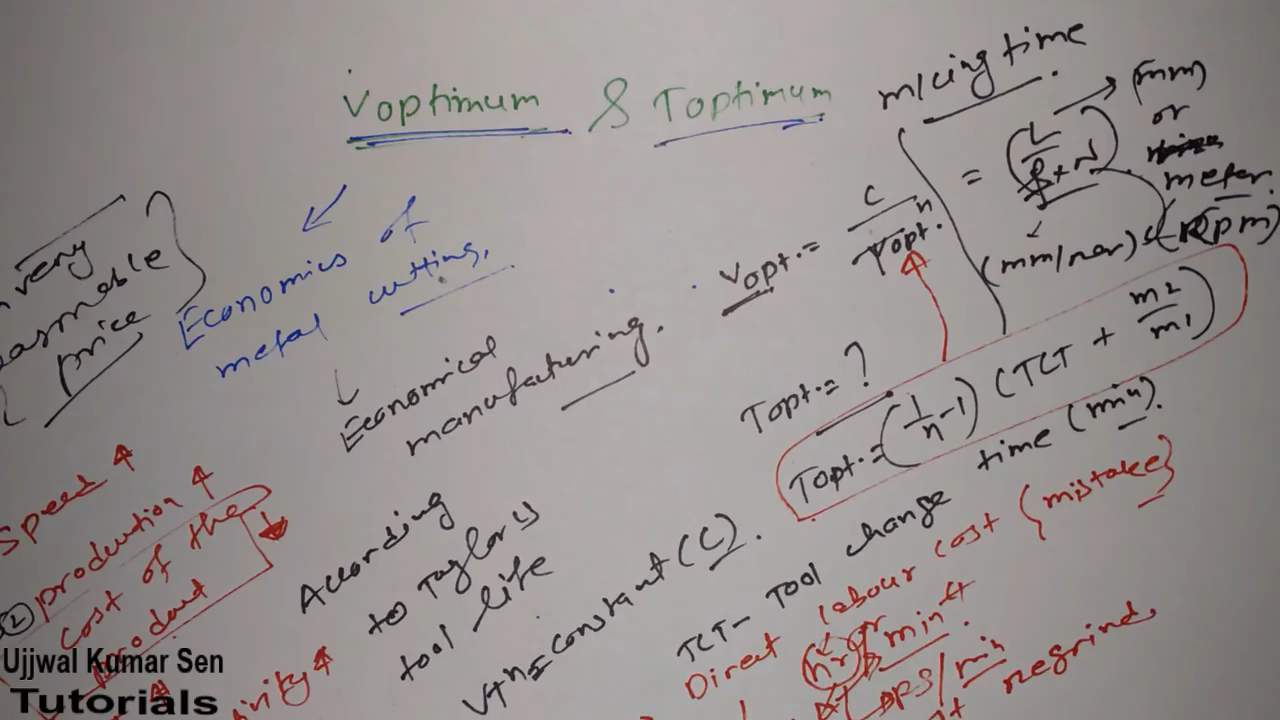 Voptimum & Toptimum
m/cing time
= (L/f*N) → (mm)
or
meter.
(mm/rev) (Rpm)
very
price
Economics of
metal cutting.
Economical
manufacturing.
Vopt. = C/Topt.ⁿ
Topt. = ?
Topt. = (1/n - 1) (TCT + m2/m1)
Speed ↑
② production ↑
cost of the ↓
product
According
to Taylor's
tool life
VTⁿ = constant (C).
TCT - Tool change time (min).
Direct labour cost (mistake)
min
regrind
Ujjwal Kumar Sen
Tutorials